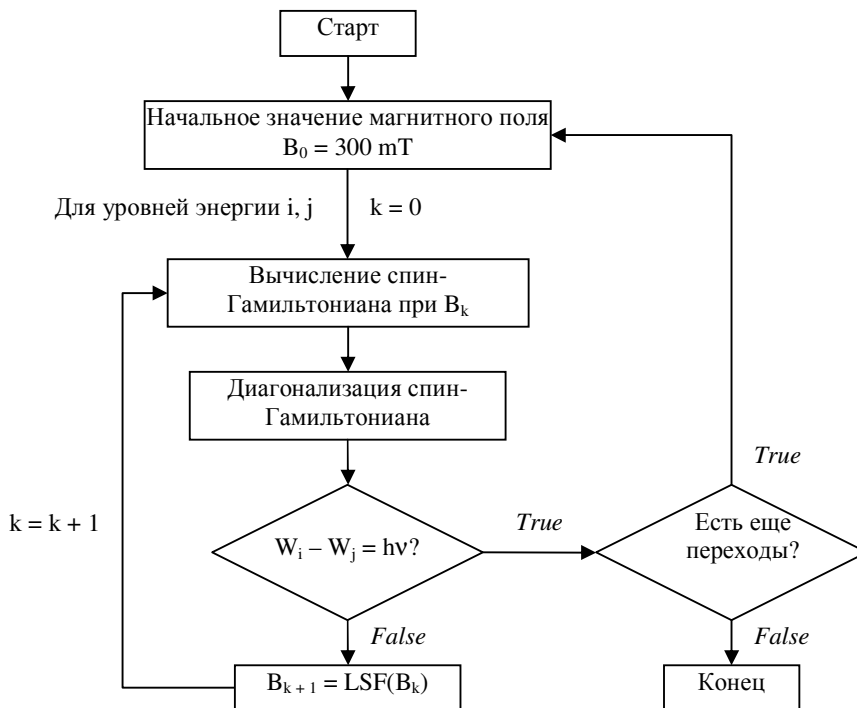 Старт
Начальное значение магнитного поля
B₀ = 300 mT
Для уровней энергии i, j
k = 0
Вычисление спин-
Гамильтониана при Bₖ
Диагонализация спин-
Гамильтониана
True
k = k + 1
True
Есть еще
переходы?
Wᵢ – Wⱼ = hν?
False
False
Bₖ ₊ ₁ = LSF(Bₖ)
Конец